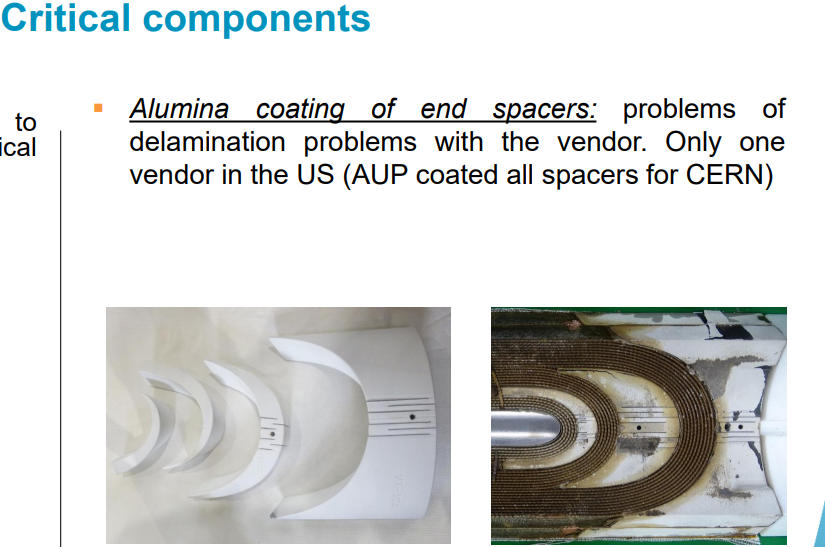 Critical components
to
ical
▪ Alumina coating of end spacers: problems of
delamination problems with the vendor. Only one
vendor in the US (AUP coated all spacers for CERN)